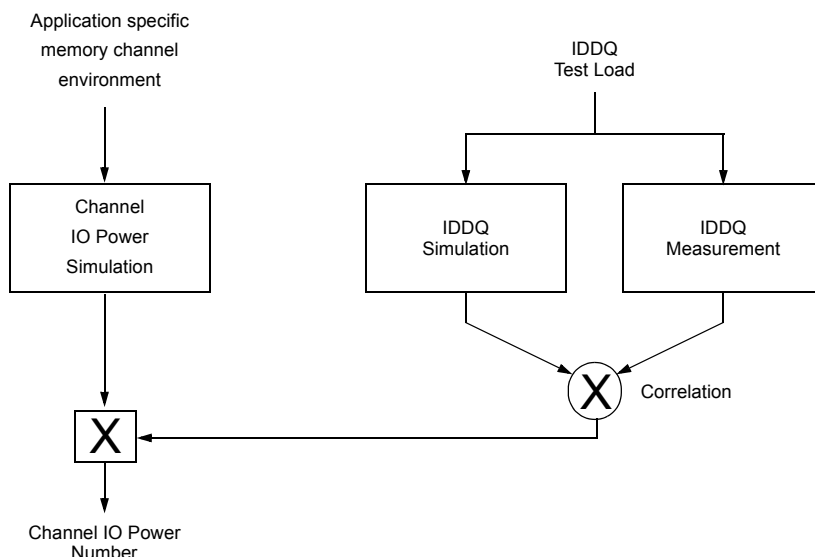 Application specific
memory channel
environment
IDDQ
Test Load
Channel
IO Power
Simulation
IDDQ
Simulation
IDDQ
Measurement
X
Correlation
X
Channel IO Power
Number